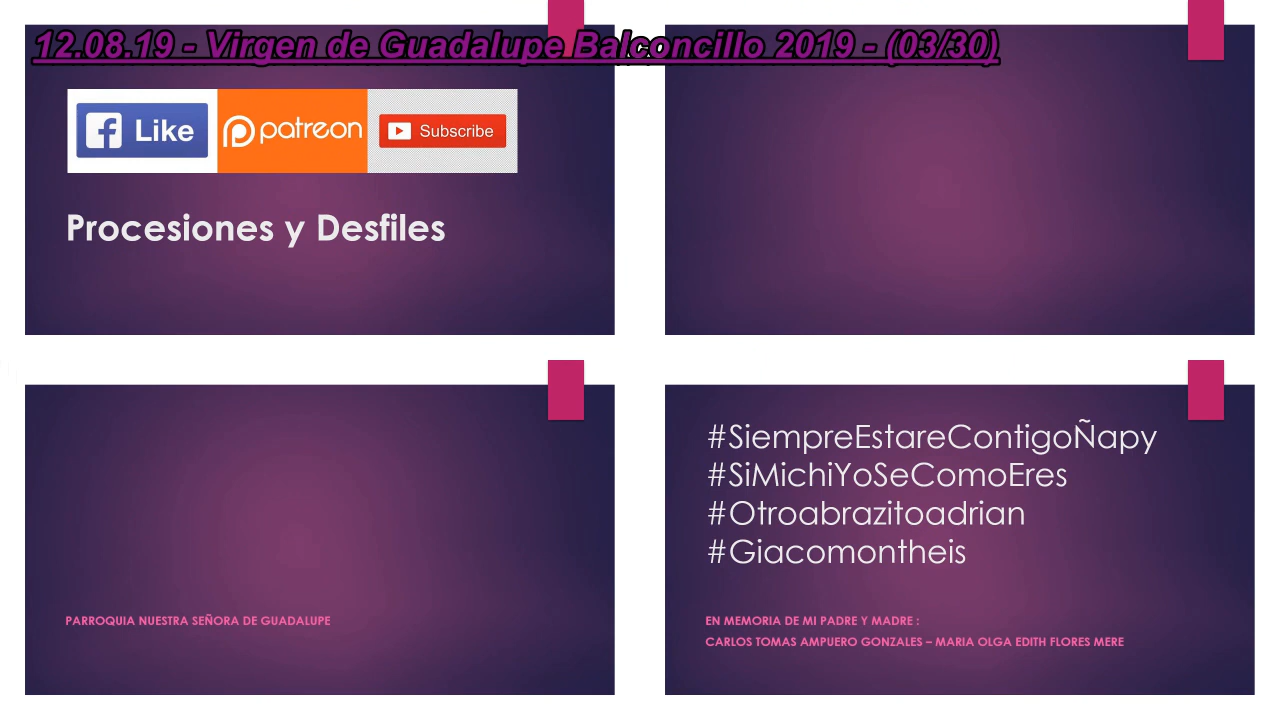 12.08.19 - Virgen de Guadalupe Balconcillo 2019 - (03/30)
Like
patreon
Subscribe
Procesiones y Desfiles
#SiempreEstareContigoÑapy
#SiMichiYoSeComoEres
#Otroabrazitoadrian
#Giacomontheis
PARROQUIA NUESTRA SEÑORA DE GUADALUPE
EN MEMORIA DE MI PADRE Y MADRE :
CARLOS TOMAS AMPUERO GONZALES – MARIA OLGA EDITH FLORES MERE